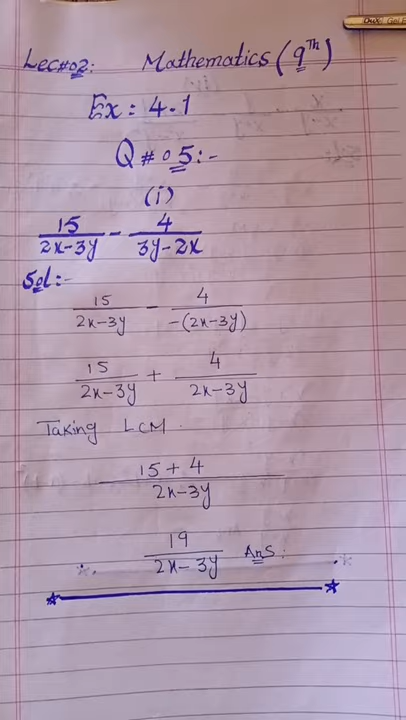 Lec#02: Mathematics (9Th)
Ex: 4.1
Q # 05:-
(i)
15/(2x-3y) - 4/(3y-2x)
Sol:-
15/(2x-3y) - 4/(-(2x-3y))
15/(2x-3y) + 4/(2x-3y)
Taking LCM
(15+4)/(2x-3y)
19/(2x-3y) Ans: